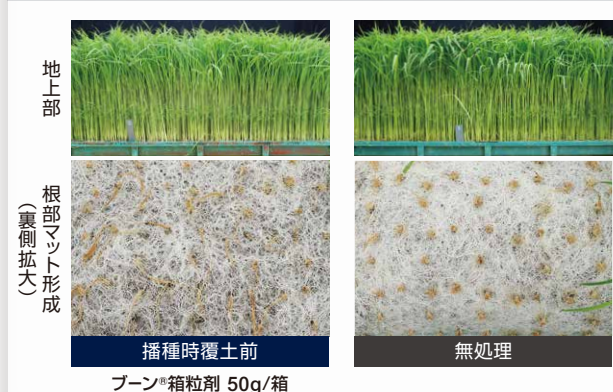 地上部
根部マット形成
（裏側拡大）
播種時覆土前
無処理
ブーン®箱粒剤 50g/箱